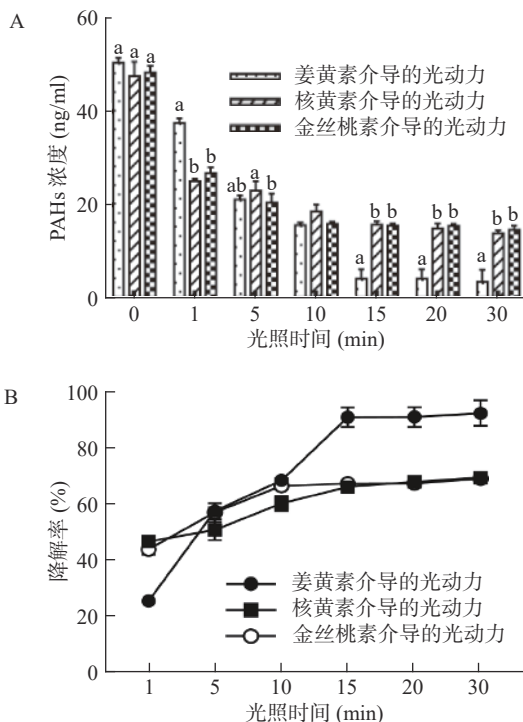 A
PAHs 浓度 (ng/ml)
60
40
20
0
a a a
a
b b
ab a b
a b b
a b b
a b b
姜黄素介导的光动力
核黄素介导的光动力
金丝桃素介导的光动力
0 1 5 10 15 20 30
光照时间 (min)
B
降解率 (%)
100
80
60
40
20
0
姜黄素介导的光动力
核黄素介导的光动力
金丝桃素介导的光动力
1 5 10 15 20 30
光照时间 (min)